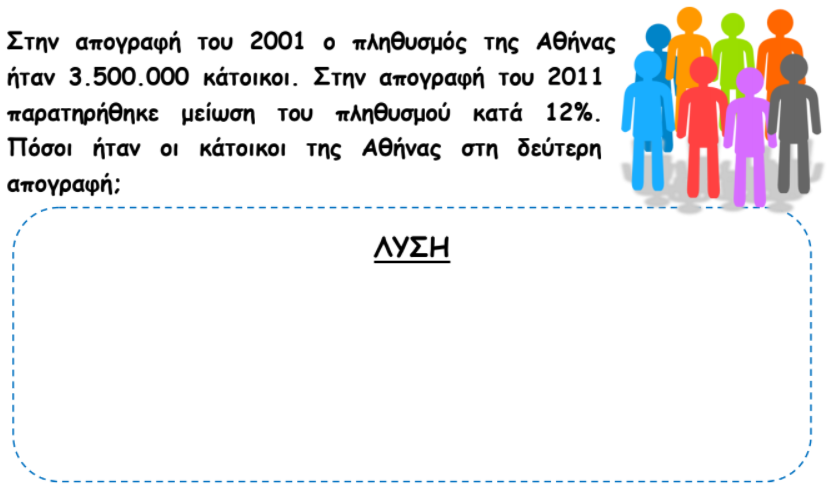 Στην απογραφή του 2001 ο πληθυσμός της Αθήνας
ήταν 3.500.000 κάτοικοι. Στην απογραφή του 2011
παρατηρήθηκε μείωση του πληθυσμού κατά 12%.
Πόσοι ήταν οι κάτοικοι της Αθήνας στη δεύτερη
απογραφή;
ΛΥΣΗ